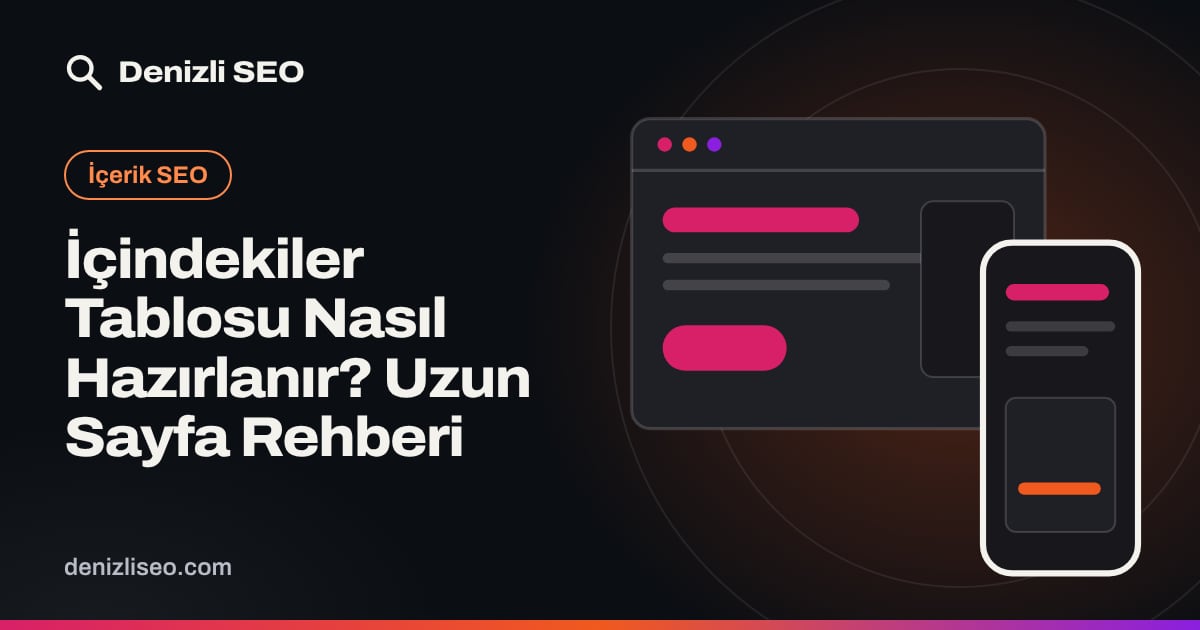 Denizli SEO
İçerik SEO
İçindekiler
Tablosu Nasıl
Hazırlanır? Uzun
Sayfa Rehberi
denizliseo.com